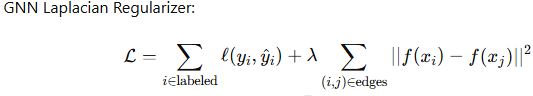 GNN Laplacian Regularizer:
ℒ = ∑_{i∈labeled} ℓ(y_i, ŷ_i) + λ ∑_{(i,j)∈edges} ||f(x_i) − f(x_j)||²